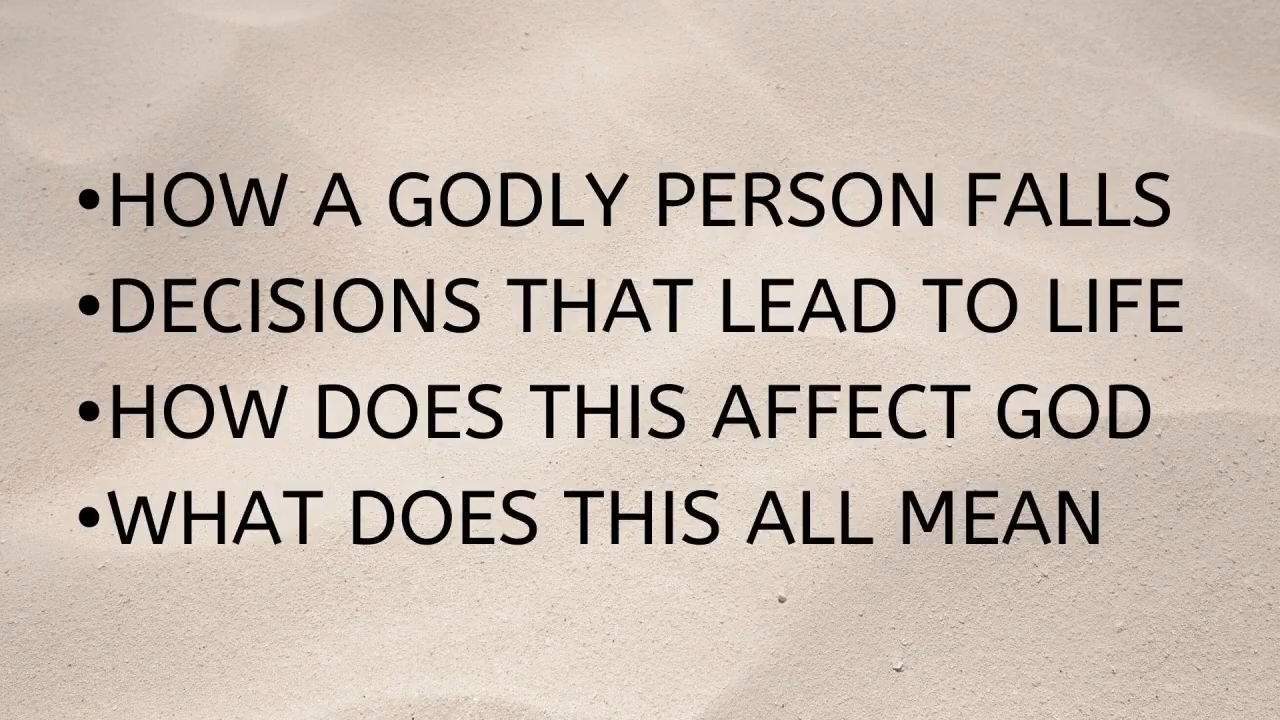 •HOW A GODLY PERSON FALLS
•DECISIONS THAT LEAD TO LIFE
•HOW DOES THIS AFFECT GOD
•WHAT DOES THIS ALL MEAN